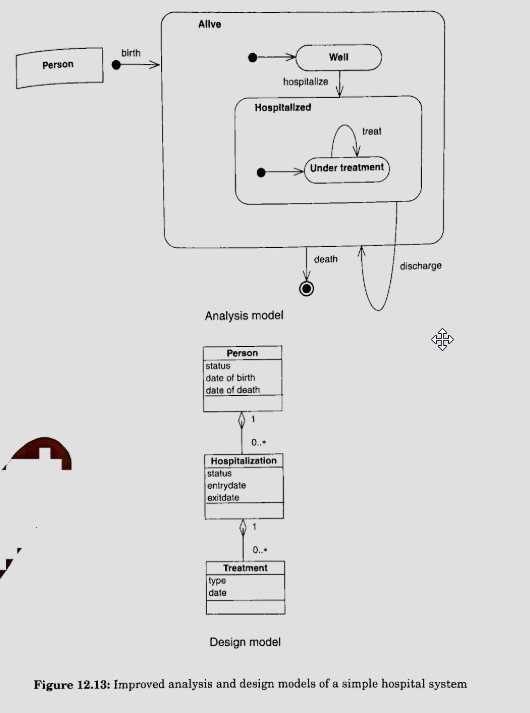 Alive
birth
Person
Well
hospitalize
Hospitalized
treat
Under treatment
death
discharge
Analysis model
Person
status
date of birth
date of death
1
0..*
Hospitalization
status
entrydate
exitdate
1
0..*
Treatment
type
date
Design model
Figure 12.13: Improved analysis and design models of a simple hospital system